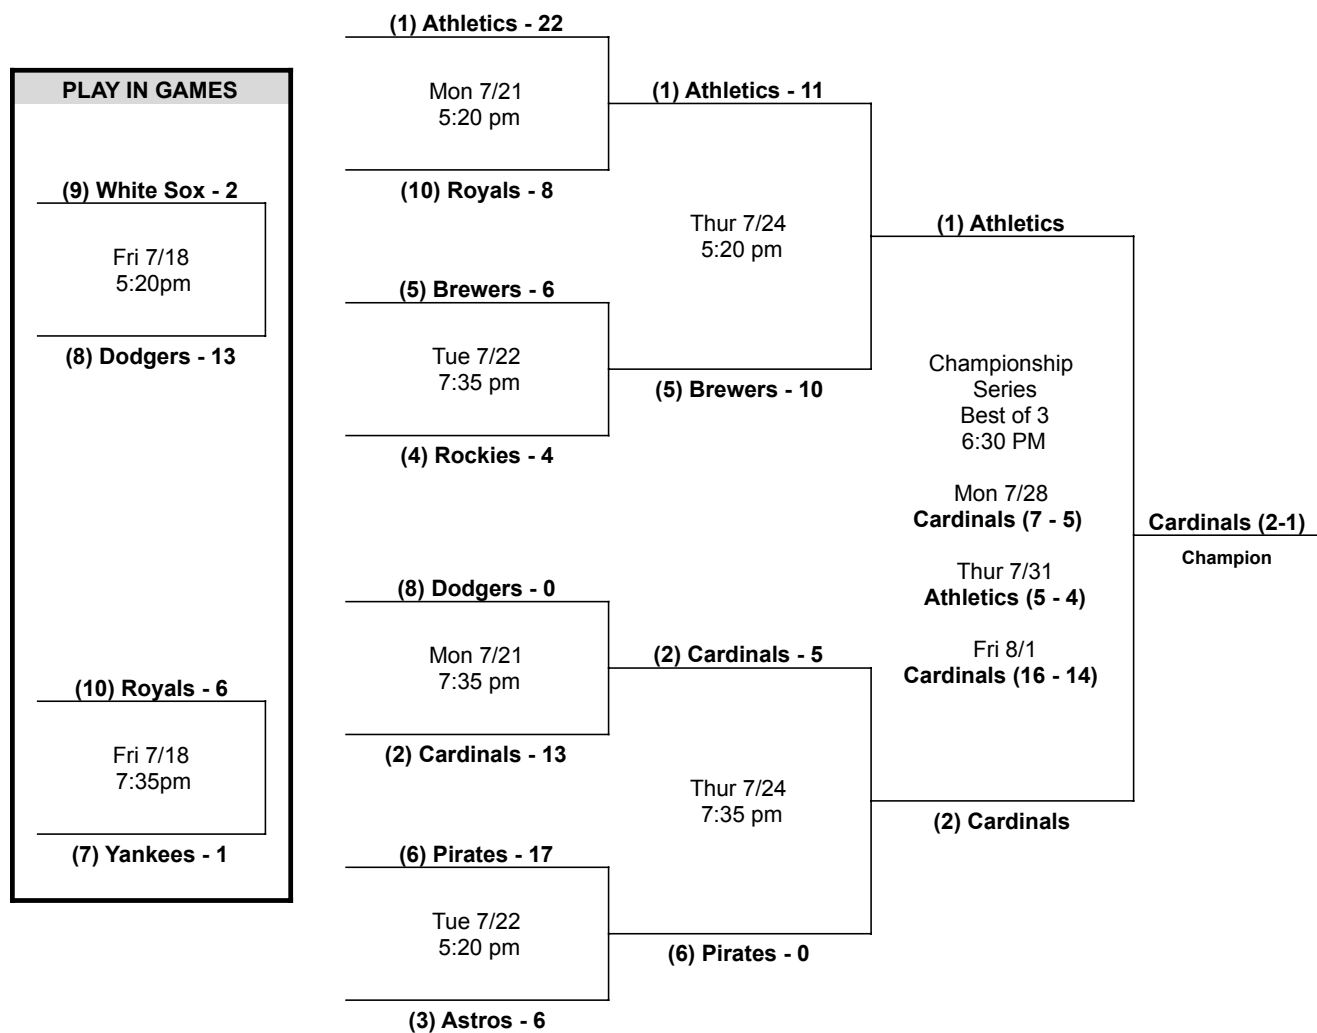 PLAY IN GAMES
(9) White Sox - 2
Fri 7/18
5:20pm
(8) Dodgers - 13
(10) Royals - 6
Fri 7/18
7:35pm
(7) Yankees - 1
(1) Athletics - 22
Mon 7/21
5:20 pm
(10) Royals - 8
(5) Brewers - 6
Tue 7/22
7:35 pm
(4) Rockies - 4
(8) Dodgers - 0
Mon 7/21
7:35 pm
(2) Cardinals - 13
(6) Pirates - 17
Tue 7/22
5:20 pm
(3) Astros - 6
(1) Athletics - 11
Thur 7/24
5:20 pm
(5) Brewers - 10
(2) Cardinals - 5
Thur 7/24
7:35 pm
(6) Pirates - 0
(1) Athletics
Championship
Series
Best of 3
6:30 PM
Mon 7/28
Cardinals (7 - 5)
Thur 7/31
Athletics (5 - 4)
Fri 8/1
Cardinals (16 - 14)
(2) Cardinals
Cardinals (2-1)
Champion